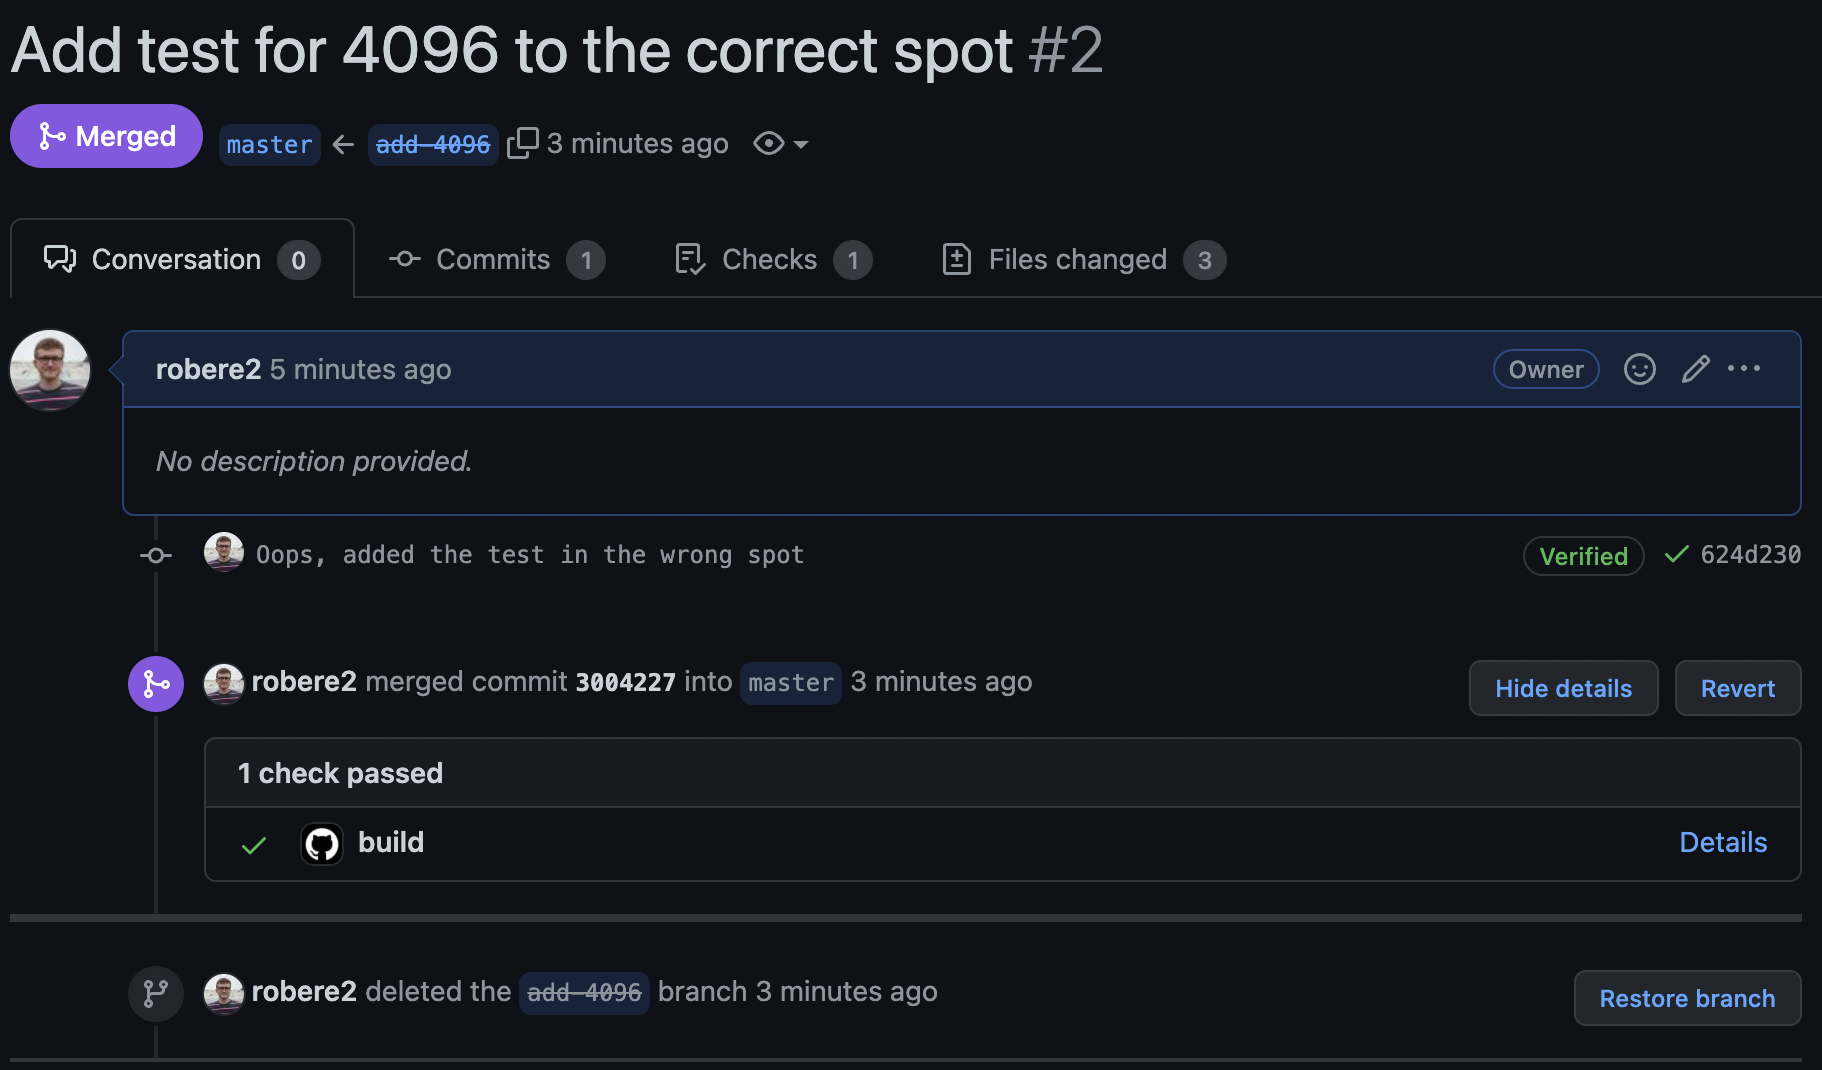 Add test for 4096 to the correct spot #2
Merged master ← add-4096 3 minutes ago
Conversation 0 Commits 1 Checks 1 Files changed 3
robere2 5 minutes ago Owner
No description provided.
Oops, added the test in the wrong spot Verified 624d230
robere2 merged commit 3004227 into master 3 minutes ago Hide details Revert
1 check passed
build Details
robere2 deleted the add-4096 branch 3 minutes ago Restore branch